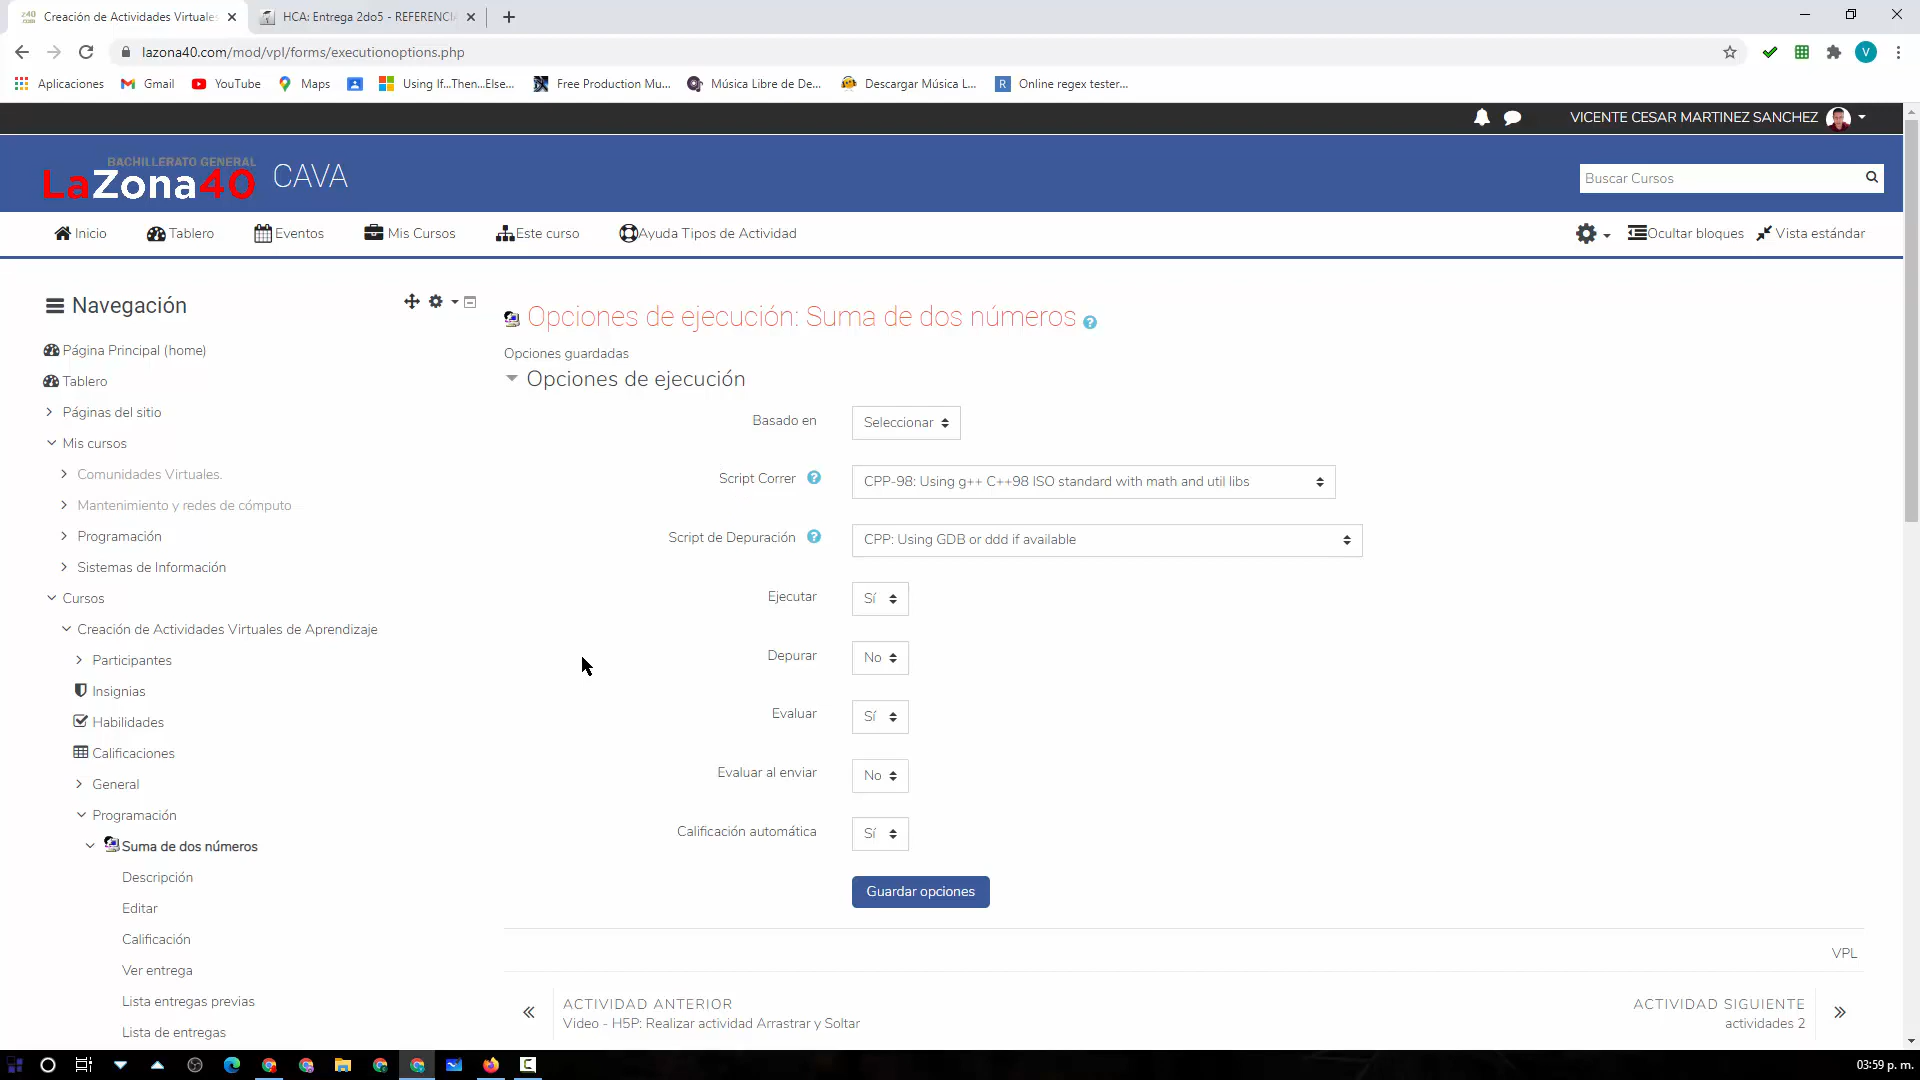 Creación de Actividades Virtuales
HCA: Entrega 2do5 - REFERENCI
lazona40.com/mod/vpl/forms/executionoptions.php
V
Aplicaciones
Gmail
YouTube
Maps
Using If...Then...Else...
Free Production Mu...
Música Libre de De...
Descargar Música L...
R
Online regex tester...
VICENTE CESAR MARTINEZ SANCHEZ
BACHILLERATO GENERAL
LaZona40
CAVA
Buscar Cursos
Inicio
Tablero
Eventos
Mis Cursos
Este curso
Ayuda Tipos de Actividad
Ocultar bloques
Vista estándar
Navegación
Página Principal (home)
Tablero
Páginas del sitio
Mis cursos
Comunidades Virtuales.
Mantenimiento y redes de cómputo
Programación
Sistemas de Información
Cursos
Creación de Actividades Virtuales de Aprendizaje
Participantes
Insignias
Habilidades
Calificaciones
General
Programación
Suma de dos números
Descripción
Editar
Calificación
Ver entrega
Lista entregas previas
Lista de entregas
Opciones de ejecución: Suma de dos números
Opciones guardadas
Opciones de ejecución
Basado en
Seleccionar
Script Correr
CPP-98: Using g++ C++98 ISO standard with math and util libs
Script de Depuración
CPP: Using GDB or ddd if available
Ejecutar
Sí
Depurar
No
Evaluar
Sí
Evaluar al enviar
No
Calificación automática
Sí
Guardar opciones
VPL
ACTIVIDAD ANTERIOR
Video - H5P: Realizar actividad Arrastrar y Soltar
ACTIVIDAD SIGUIENTE
actividades 2
03:59 p. m.